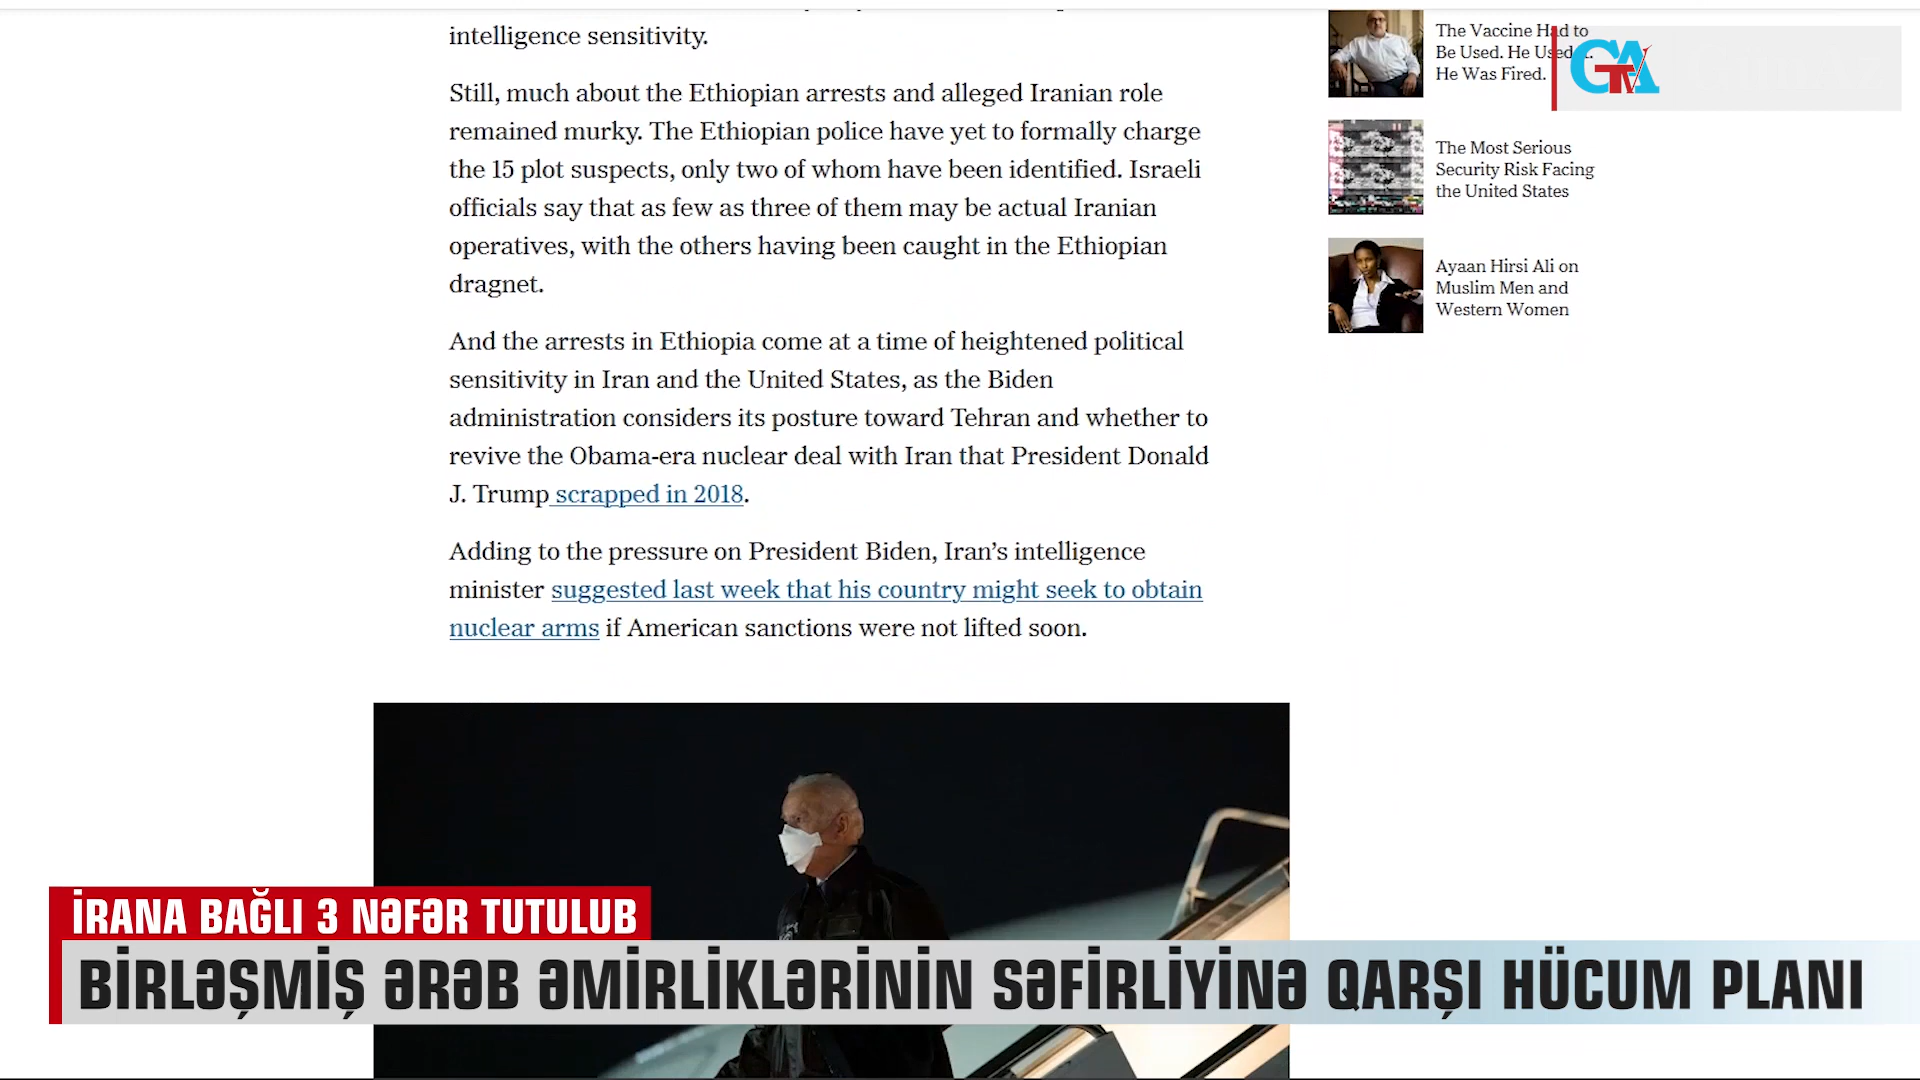 intelligence sensitivity.
Still, much about the Ethiopian arrests and alleged Iranian role
remained murky. The Ethiopian police have yet to formally charge
the 15 plot suspects, only two of whom have been identified. Israeli
officials say that as few as three of them may be actual Iranian
operatives, with the others having been caught in the Ethiopian
dragnet.
And the arrests in Ethiopia come at a time of heightened political
sensitivity in Iran and the United States, as the Biden
administration considers its posture toward Tehran and whether to
revive the Obama-era nuclear deal with Iran that President Donald
J. Trump scrapped in 2018.
Adding to the pressure on President Biden, Iran’s intelligence
minister suggested last week that his country might seek to obtain
nuclear arms if American sanctions were not lifted soon.
The Vaccine Had to
Be Used. He Used
He Was Fired.
The Most Serious
Security Risk Facing
the United States
Ayaan Hirsi Ali on
Muslim Men and
Western Women
GATV
İRANA BAĞLI 3 NƏFƏR TUTULUB
BİRLƏŞMİŞ ƏRƏB ƏMİRLİKLƏRİNİN SƏFİRLİYİNƏ QARŞI HÜCUM PLANI